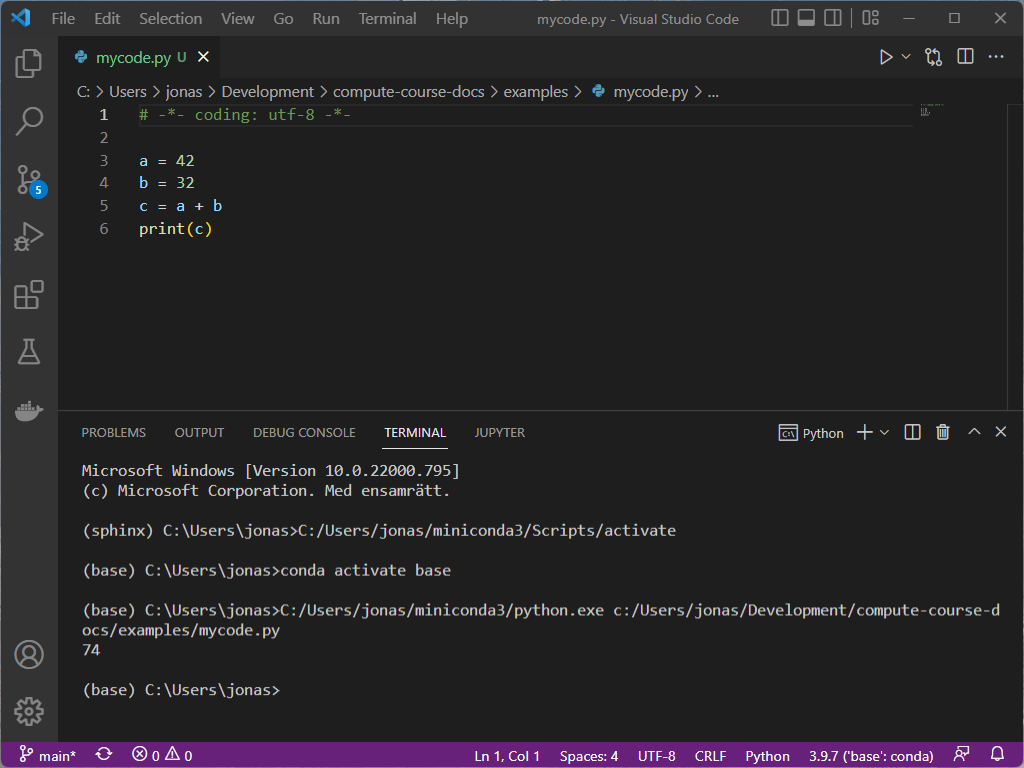 File Edit Selection View Go Run Terminal Help mycode.py - Visual Studio Code
mycode.py U
C: > Users > jonas > Development > compute-course-docs > examples > mycode.py > ...
1 # -*- coding: utf-8 -*-
2
3 a = 42
4 b = 32
5 c = a + b
6 print(c)
5
PROBLEMS OUTPUT DEBUG CONSOLE TERMINAL JUPYTER Python
Microsoft Windows [Version 10.0.22000.795]
(c) Microsoft Corporation. Med ensamrätt.
(sphinx) C:\Users\jonas>C:/Users/jonas/miniconda3/Scripts/activate
(base) C:\Users\jonas>conda activate base
(base) C:\Users\jonas>C:/Users/jonas/miniconda3/python.exe c:/Users/jonas/Development/compute-course-d
ocs/examples/mycode.py
74
(base) C:\Users\jonas>
main* 0 0 Ln 1, Col 1 Spaces: 4 UTF-8 CRLF Python 3.9.7 ('base': conda)